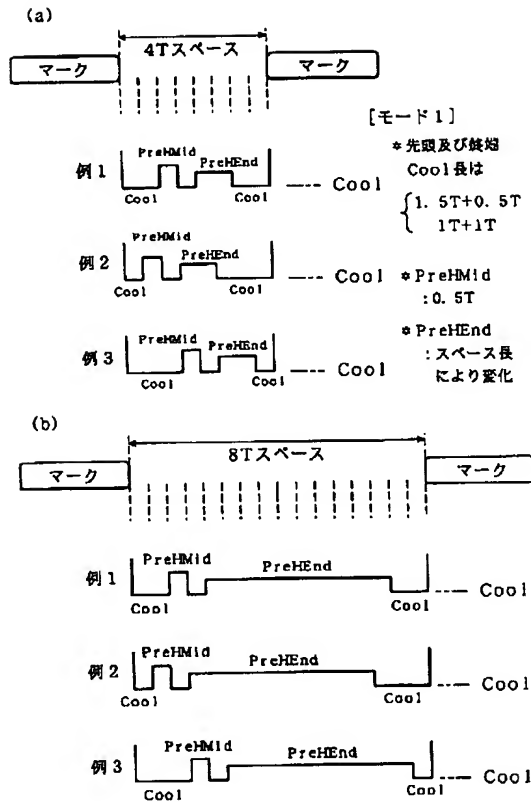 (a)
4Tスペース
マーク
マーク
[モード1]
例1
PreHMid
PreHEnd
Cool
Cool
Cool
*先頭及び終端
Cool長は
1.5T+0.5T
1T+1T
例2
PreHMid
PreHEnd
Cool
Cool
Cool
*PreHMid
:0.5T
例3
PreHMid
PreHEnd
Cool
Cool
Cool
*PreHEnd
:スペース長
により変化
(b)
8Tスペース
マーク
マーク
例1
PreHMid
PreHEnd
Cool
Cool
Cool
例2
PreHMid
PreHEnd
Cool
Cool
Cool
例3
PreHMid
PreHEnd
Cool
Cool
Cool